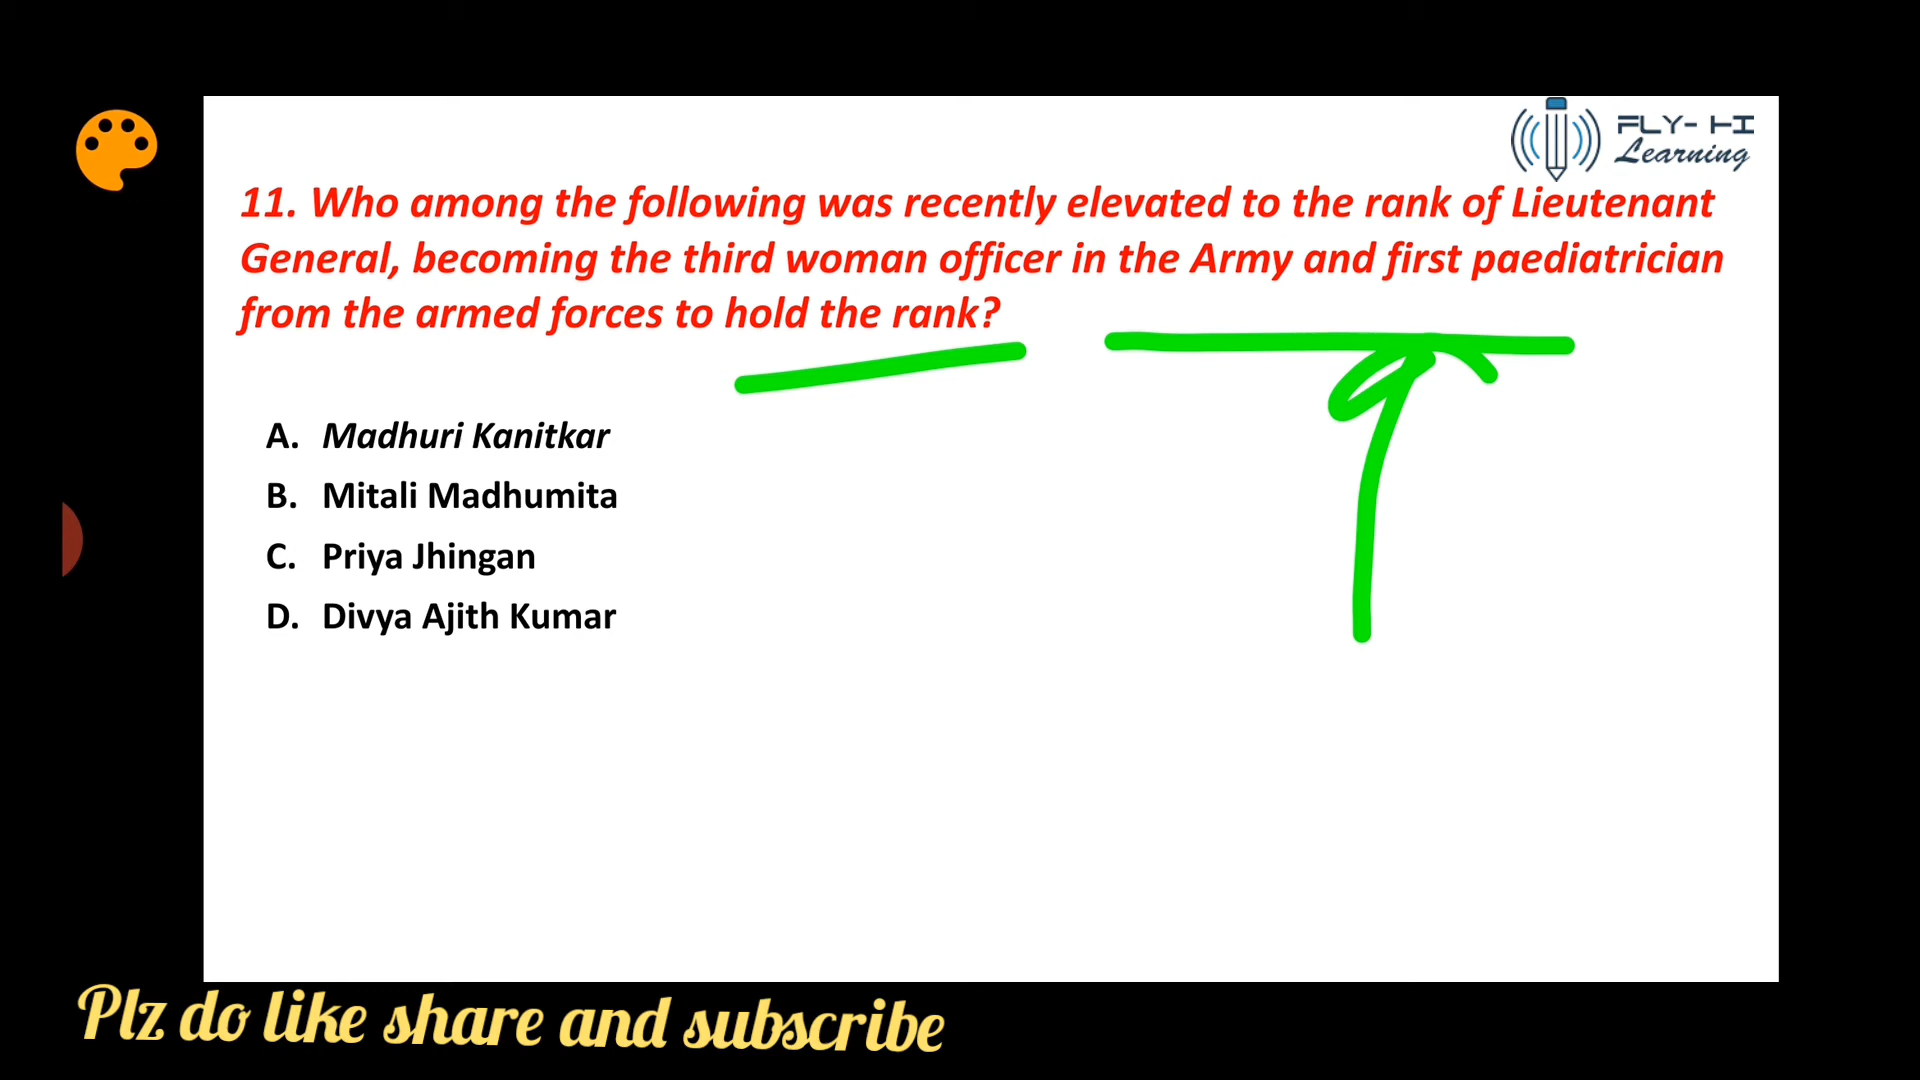 FLY-HI
Learning
11. Who among the following was recently elevated to the rank of Lieutenant
General, becoming the third woman officer in the Army and first paediatrician
from the armed forces to hold the rank?
A. Madhuri Kanitkar
B. Mitali Madhumita
C. Priya Jhingan
D. Divya Ajith Kumar
Plz do like share and subscribe